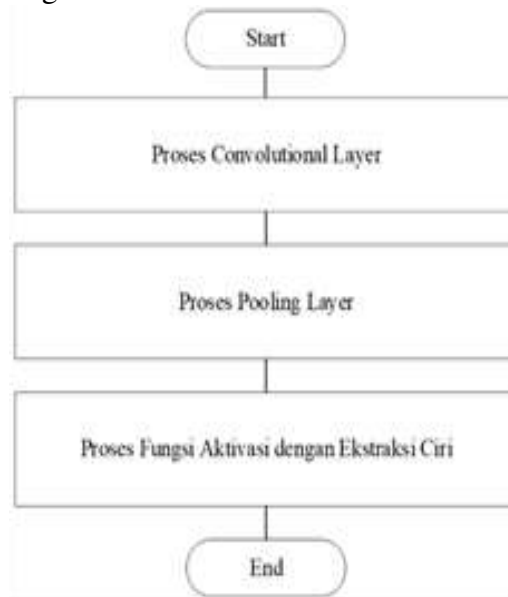 Start
Proses Convolutional Layer
Proses Pooling Layer
Proses Fungsi Aktivasi dengan Ekstraksi Ciri
End